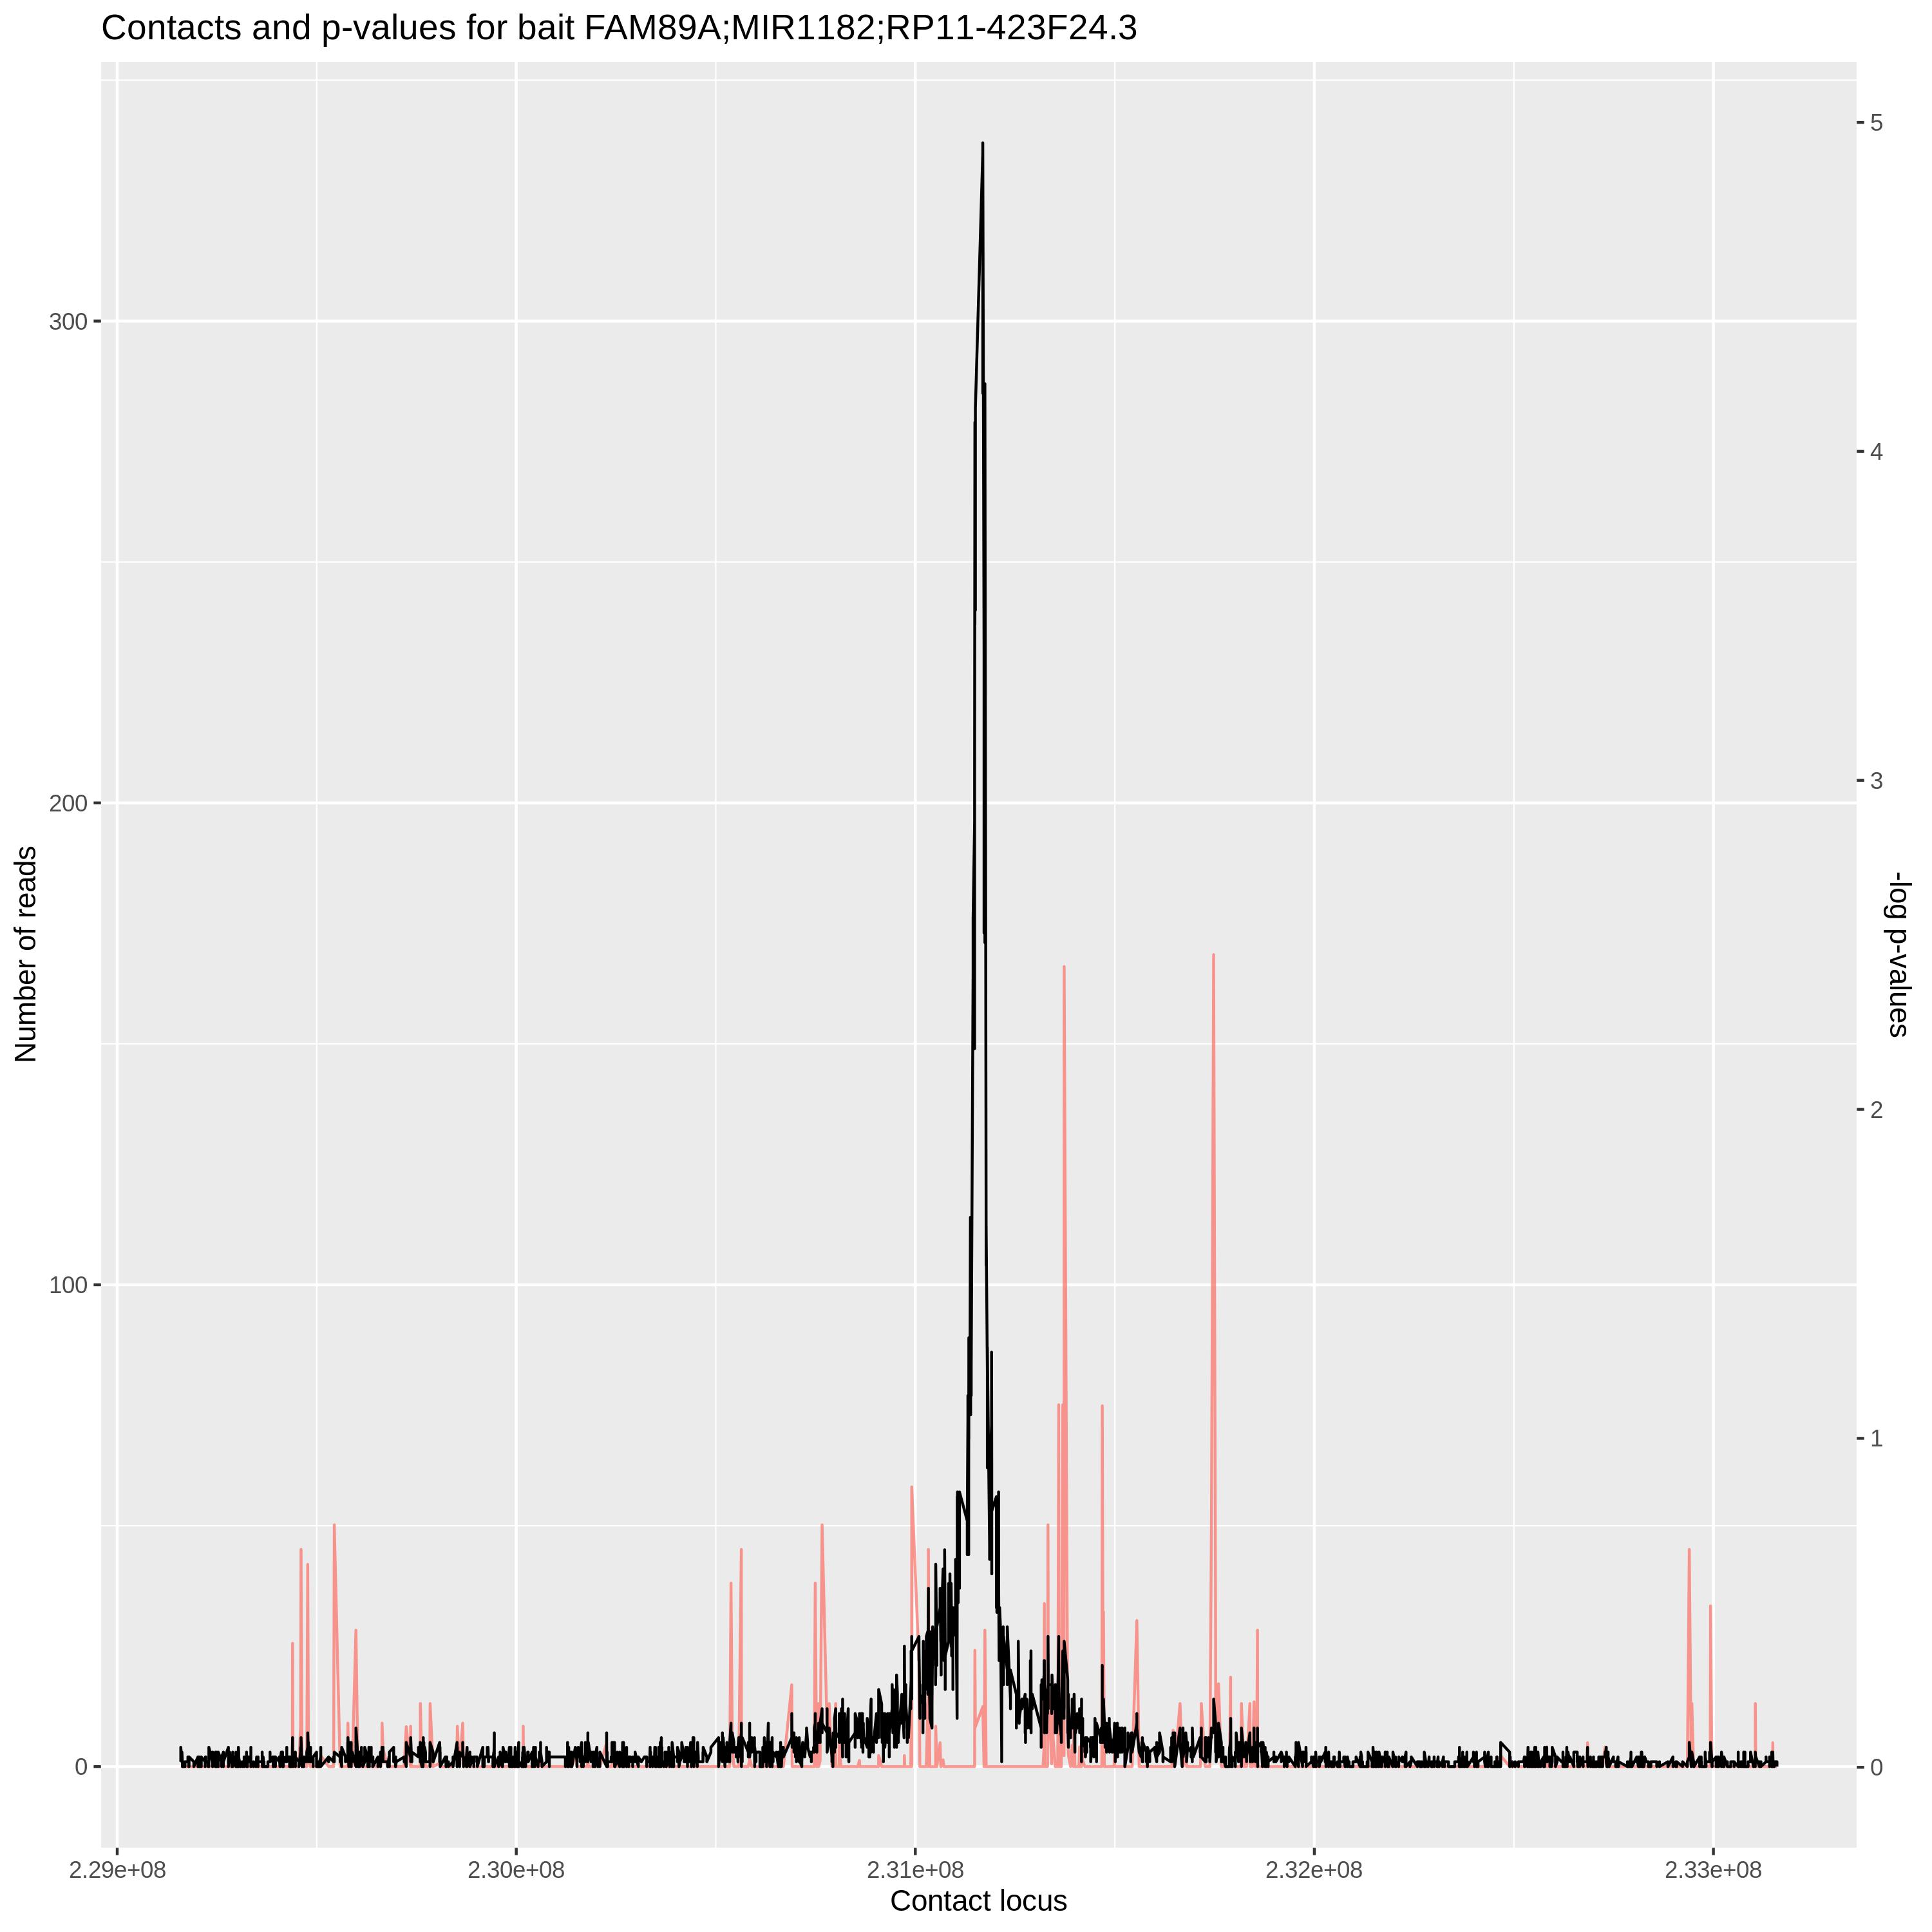 Contacts and p-values for bait FAM89A;MIR1182;RP11-423F24.3
Number of reads
300
200
100
0
5
4
3
2
1
0
-log p-values
2.29e+08
2.30e+08
2.31e+08
2.32e+08
2.33e+08
Contact locus